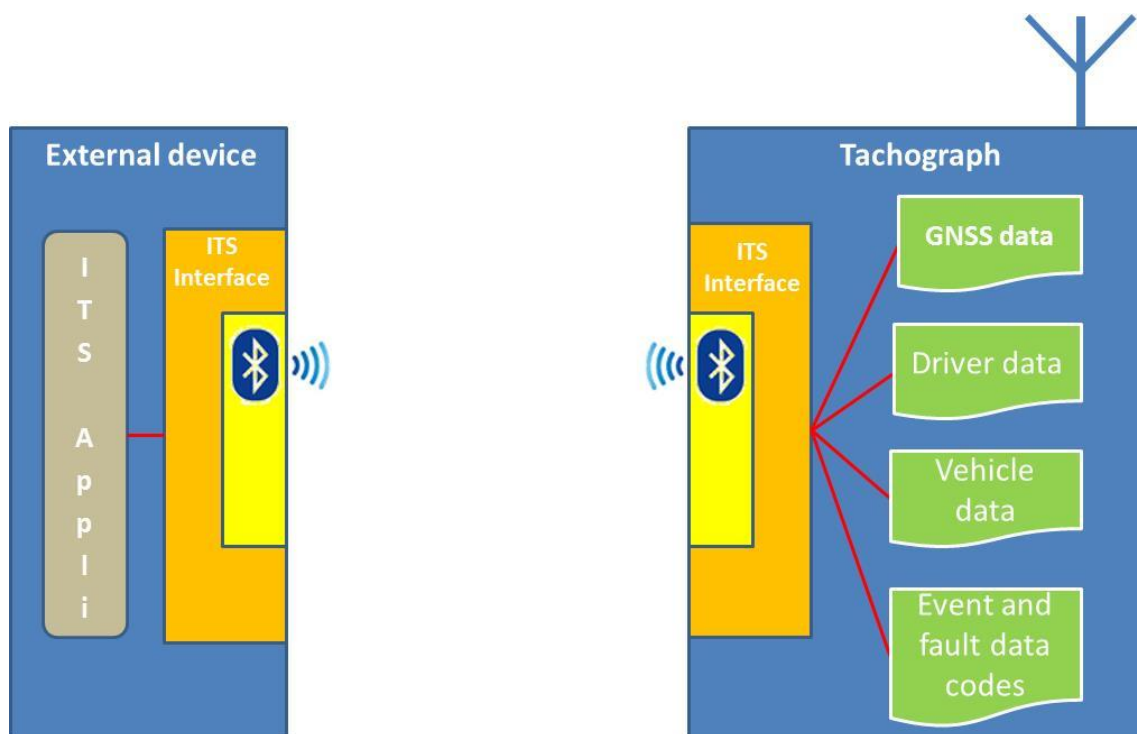 External device
ITS
Interface
I
T
S
A
p
p
l
i
Tachograph
ITS
Interface
GNSS data
Driver data
Vehicle
data
Event and
fault data
codes